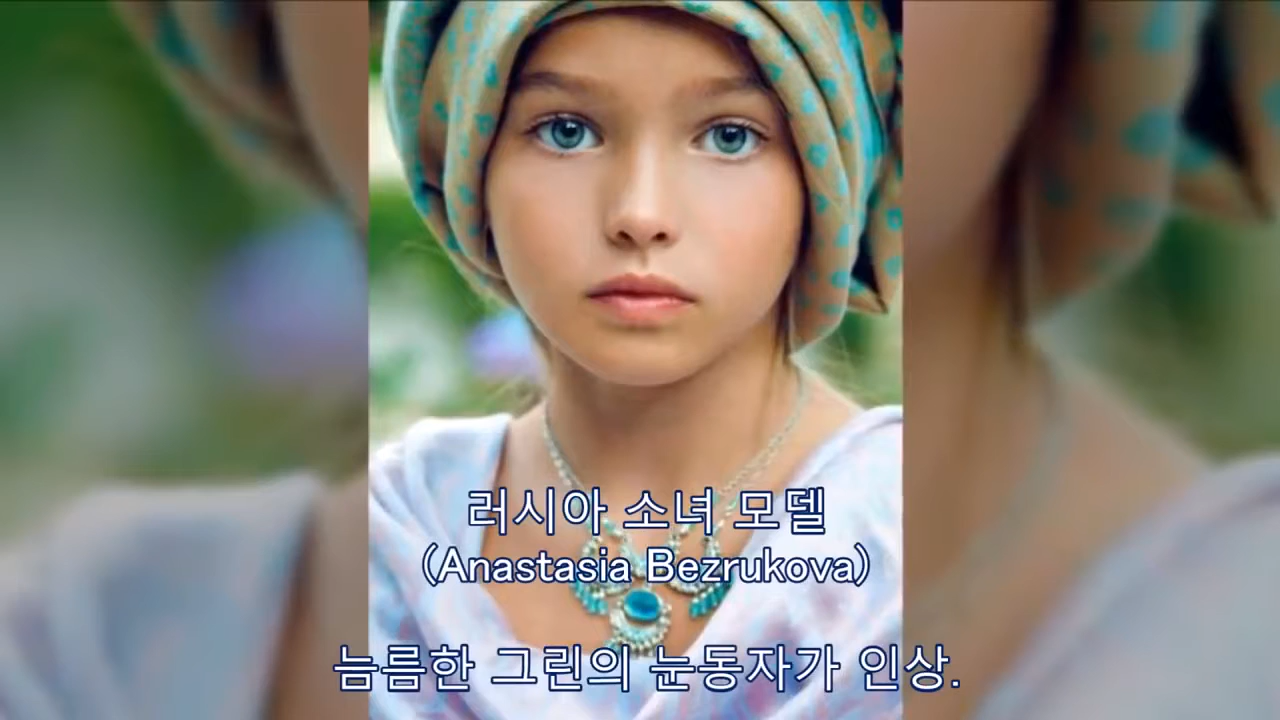 러시아 소녀 모델
(Anastasia Bezrukova)
늠름한 그린의 눈동자가 인상.